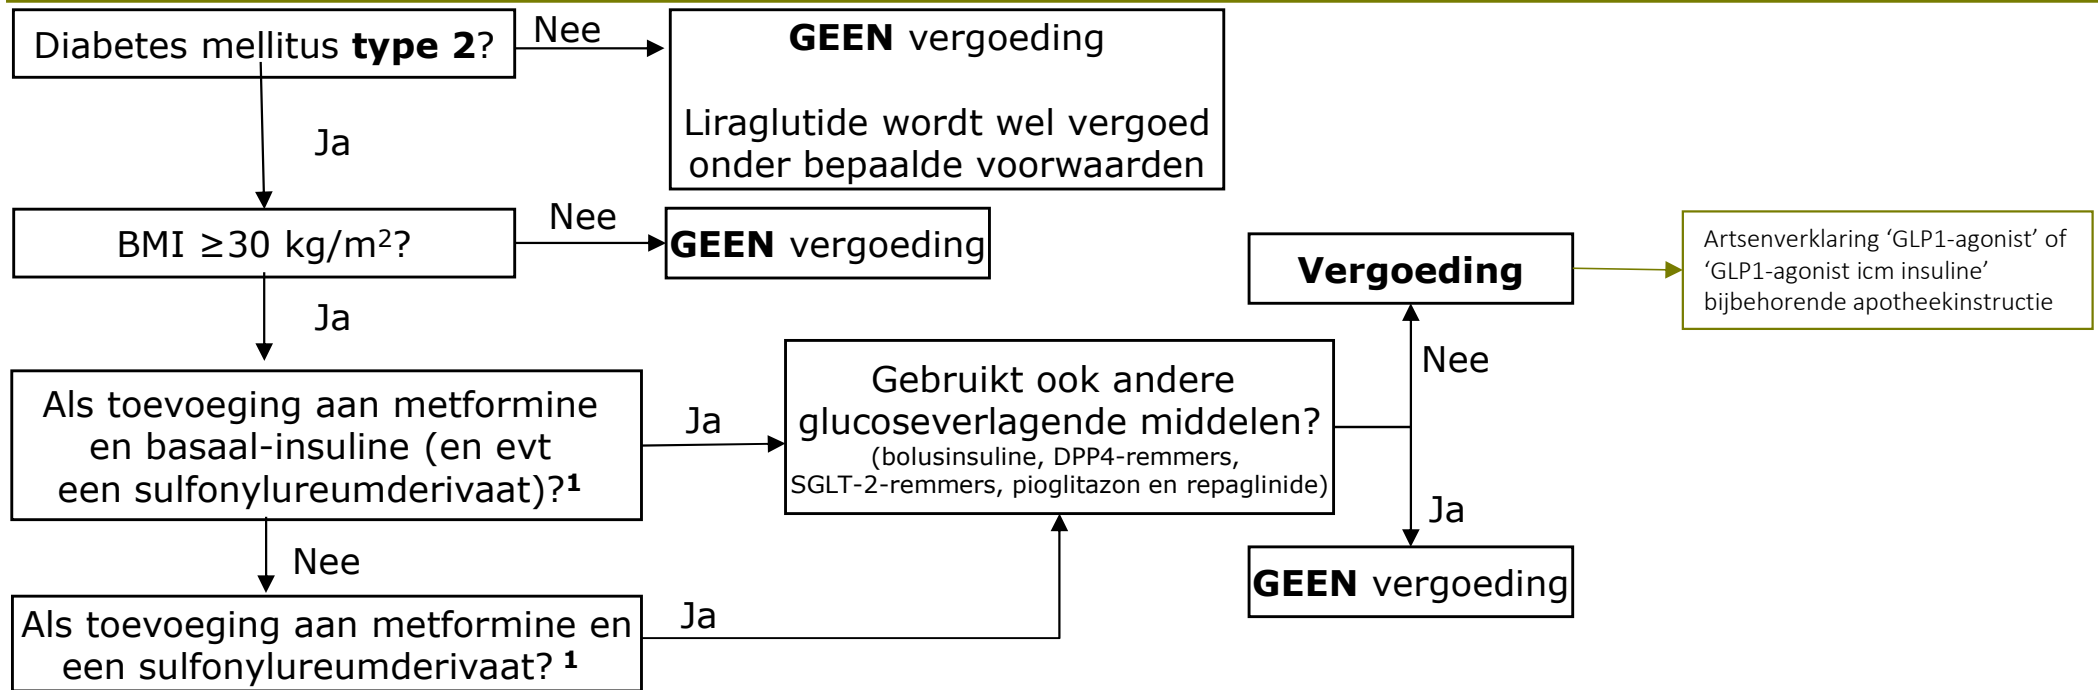 Diabetes mellitus type 2?
Nee
GEEN vergoeding
Liraglutide wordt wel vergoed
onder bepaalde voorwaarden
Ja
BMI ≥30 kg/m²?
Nee
GEEN vergoeding
Ja
Als toevoeging aan metformine
en basaal-insuline (en evt
een sulfonylureumderivaat)?¹
Ja
Gebruikt ook andere
glucoseverlagende middelen?
(bolusinsuline, DPP4-remmers,
SGLT-2-remmers, pioglitazon en repaglinide)
Nee
Vergoeding
Artsenverklaring ‘GLP1-agonist’ of
‘GLP1-agonist icm insuline’
bijbehorende apotheekinstructie
Ja
GEEN vergoeding
Nee
Als toevoeging aan metformine en
een sulfonylureumderivaat? ¹
Ja